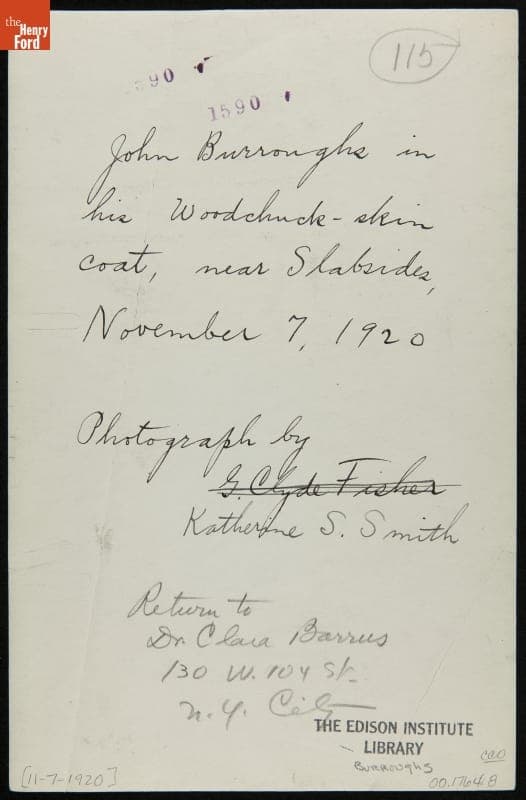 the
Henry
Ford
115
590
1590
John Burroughs in
his Woodchuck-skin
coat, near Slabsides,
November 7, 1920
Photograph by
G. Clyde Fisher
Katherine S. Smith
Return to
Dr. Clara Barrus
130 W. 104 St.
N. Y. City
THE EDISON INSTITUTE
LIBRARY
BURROUGHS
[11-7-1920]
00.1764.8